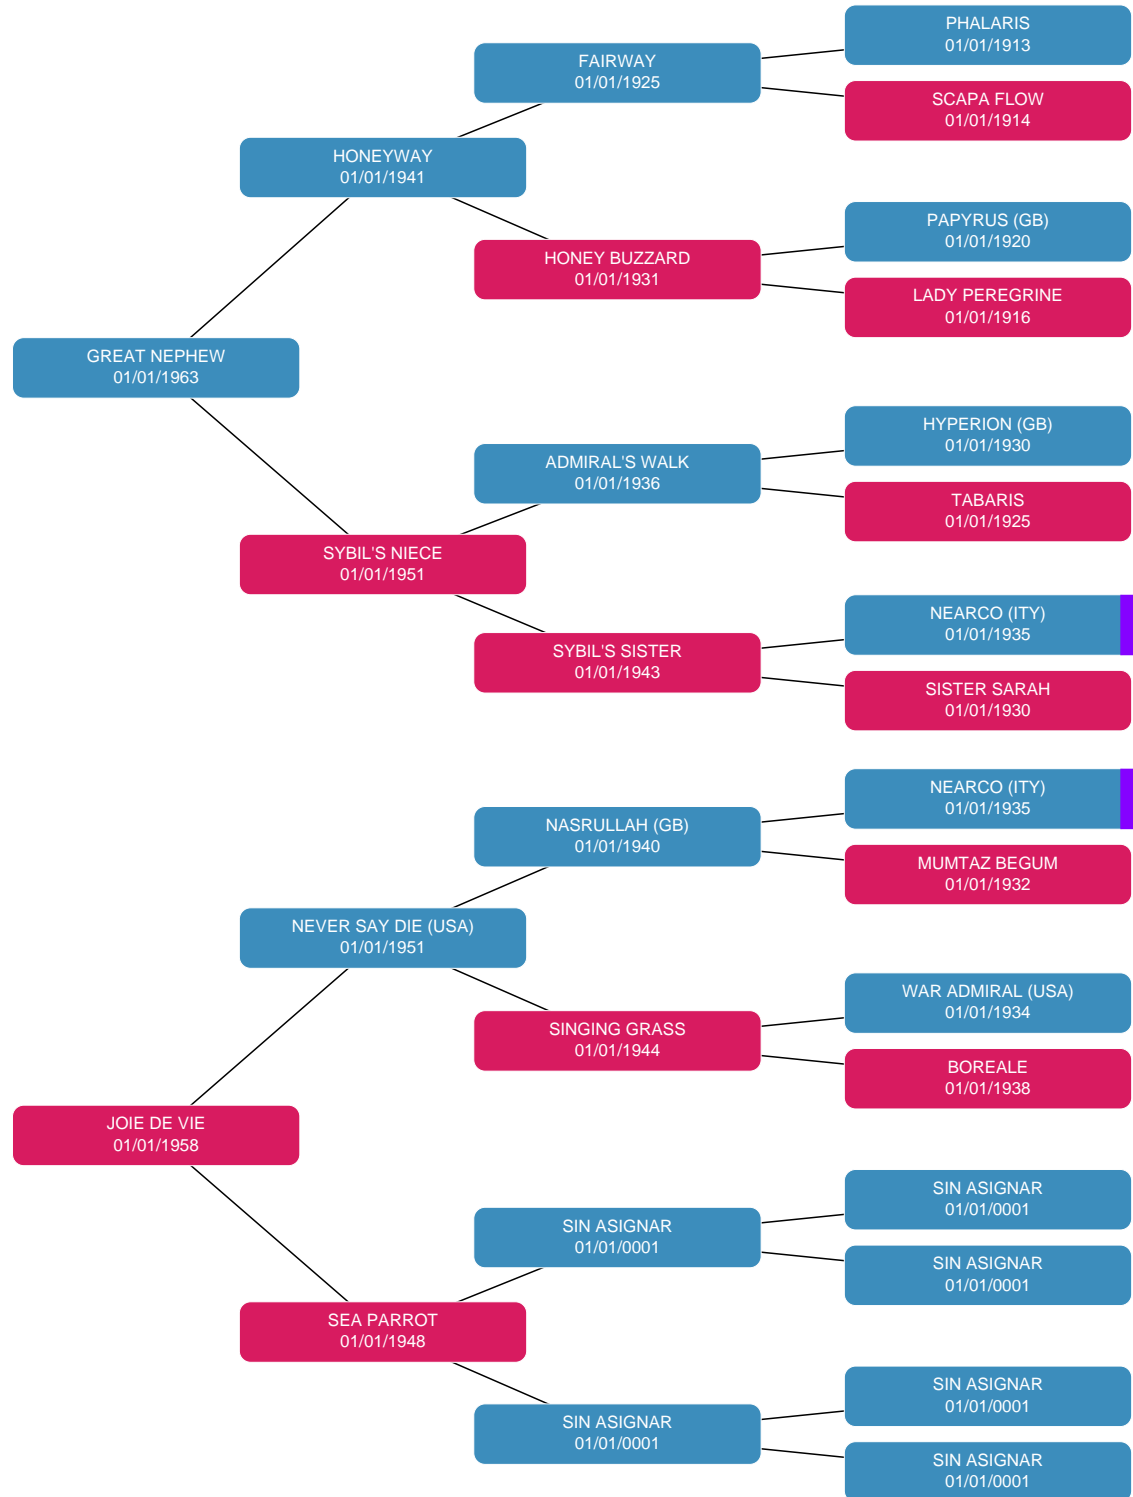 PHALARIS
01/01/1913
FAIRWAY
01/01/1925
SCAPA FLOW
01/01/1914
HONEYWAY
01/01/1941
PAPYRUS (GB)
01/01/1920
HONEY BUZZARD
01/01/1931
LADY PEREGRINE
01/01/1916
GREAT NEPHEW
01/01/1963
HYPERION (GB)
01/01/1930
ADMIRAL'S WALK
01/01/1936
TABARIS
01/01/1925
SYBIL'S NIECE
01/01/1951
NEARCO (ITY)
01/01/1935
SYBIL'S SISTER
01/01/1943
SISTER SARAH
01/01/1930
NEARCO (ITY)
01/01/1935
NASRULLAH (GB)
01/01/1940
MUMTAZ BEGUM
01/01/1932
NEVER SAY DIE (USA)
01/01/1951
WAR ADMIRAL (USA)
01/01/1934
SINGING GRASS
01/01/1944
BOREALE
01/01/1938
JOIE DE VIE
01/01/1958
SIN ASIGNAR
01/01/0001
SIN ASIGNAR
01/01/0001
SIN ASIGNAR
01/01/0001
SEA PARROT
01/01/1948
SIN ASIGNAR
01/01/0001
SIN ASIGNAR
01/01/0001
SIN ASIGNAR
01/01/0001